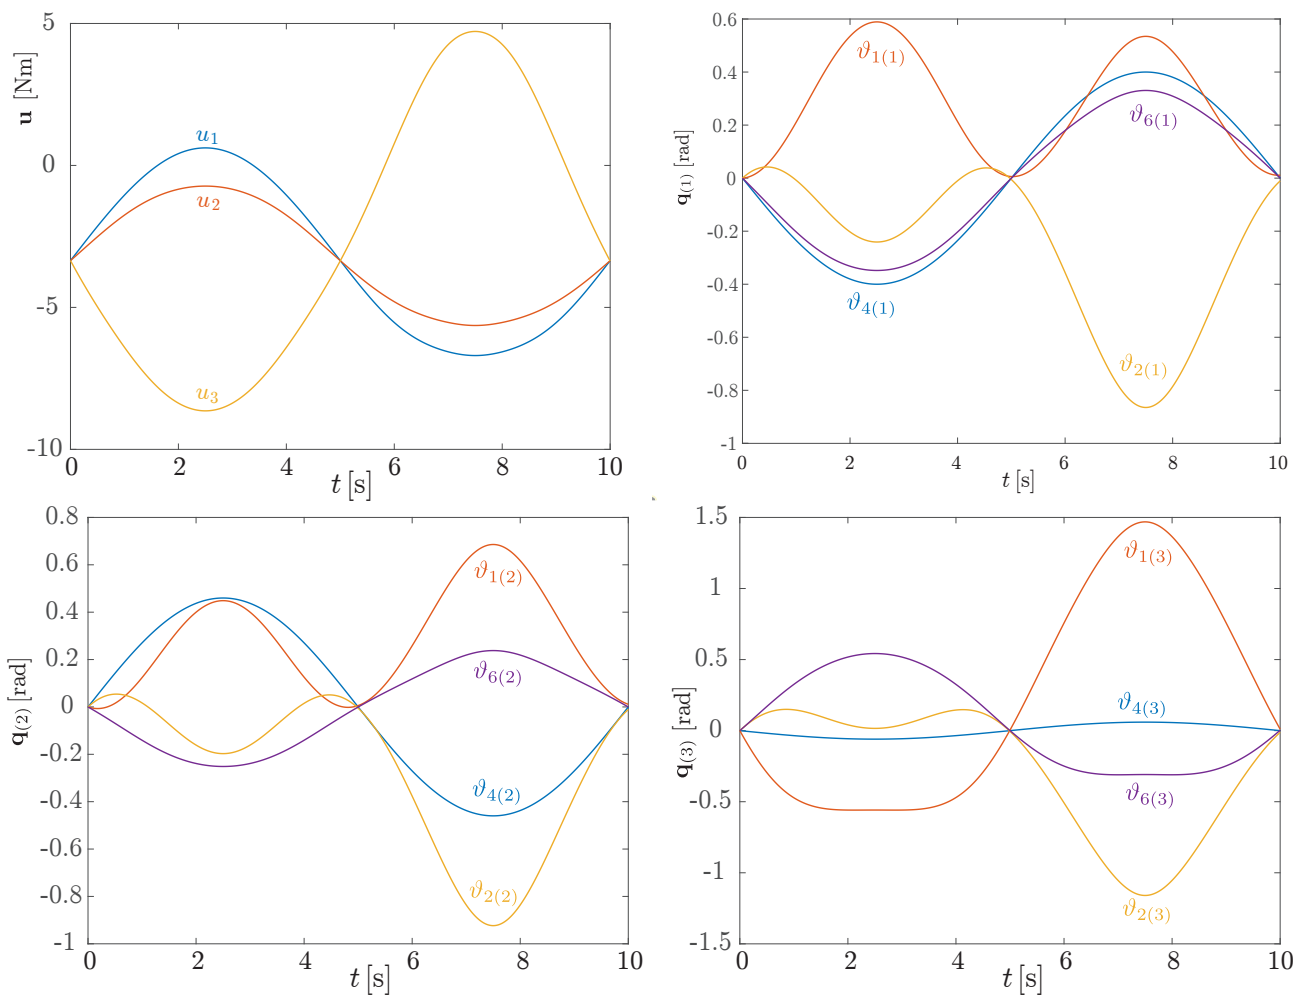 5
0
-5
-10
u [Nm]
u₁
u₂
u₃
0 2 4 6 8 10
t [s]
0.6
0.4
0.2
0
-0.2
-0.4
-0.6
-0.8
-1
q₍₁₎ [rad]
ϑ₁₍₁₎
ϑ₆₍₁₎
ϑ₄₍₁₎
ϑ₂₍₁₎
0 2 4 6 8 10
t [s]
0.8
0.6
0.4
0.2
0
-0.2
-0.4
-0.6
-0.8
-1
q₍₂₎ [rad]
ϑ₁₍₂₎
ϑ₆₍₂₎
ϑ₄₍₂₎
ϑ₂₍₂₎
0 2 4 6 8 10
t [s]
1.5
1
0.5
0
-0.5
-1
-1.5
q₍₃₎ [rad]
ϑ₁₍₃₎
ϑ₄₍₃₎
ϑ₆₍₃₎
ϑ₂₍₃₎
0 2 4 6 8 10
t [s]